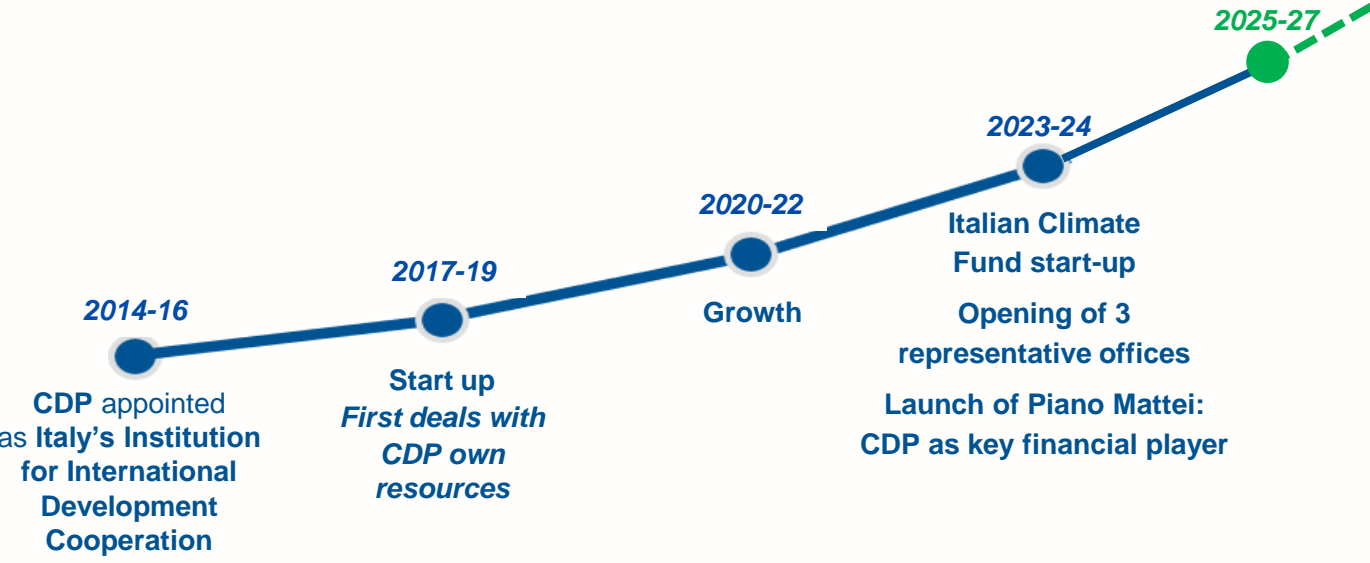 2014-16
CDP appointed
as Italy's Institution
for International
Development
Cooperation
2017-19
Start up
First deals with
CDP own
resources
2020-22
Growth
2023-24
Italian Climate
Fund start-up
Opening of 3
representative offices
Launch of Piano Mattei:
CDP as key financial player
2025-27